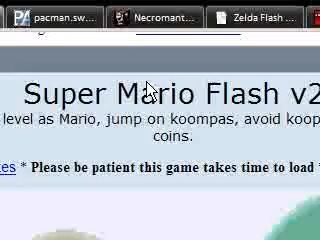 pacman.sw... Necromant... Zelda Flash ...
Super Mario Flash v2
level as Mario, jump on koompas, avoid koop
coins.
es * Please be patient this game takes time to load *